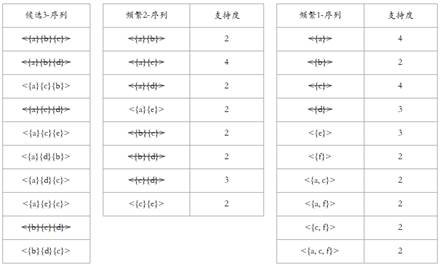 候选3-序列
<{a}{b}{c}>
<{a}{b}{d}>
<{a}{c}{b}>
<{a}{c}{d}>
<{a}{c}{e}>
<{a}{d}{b}>
<{a}{d}{c}>
<{a}{e}{c}>
<{b}{c}{d}>
<{b}{d}{c}>
频繁2-序列 支持度
<{a}{b}> 2
<{a}{c}> 4
<{a}{d}> 2
<{a}{e}> 2
<{b}{c}> 2
<{b}{d}> 2
<{c}{d}> 3
<{c}{e}> 2
频繁1-序列 支持度
<{a}> 4
<{b}> 2
<{c}> 4
<{d}> 3
<{e}> 3
<{f}> 2
<{a, c}> 2
<{a, f}> 2
<{c, f}> 2
<{a, c, f}> 2